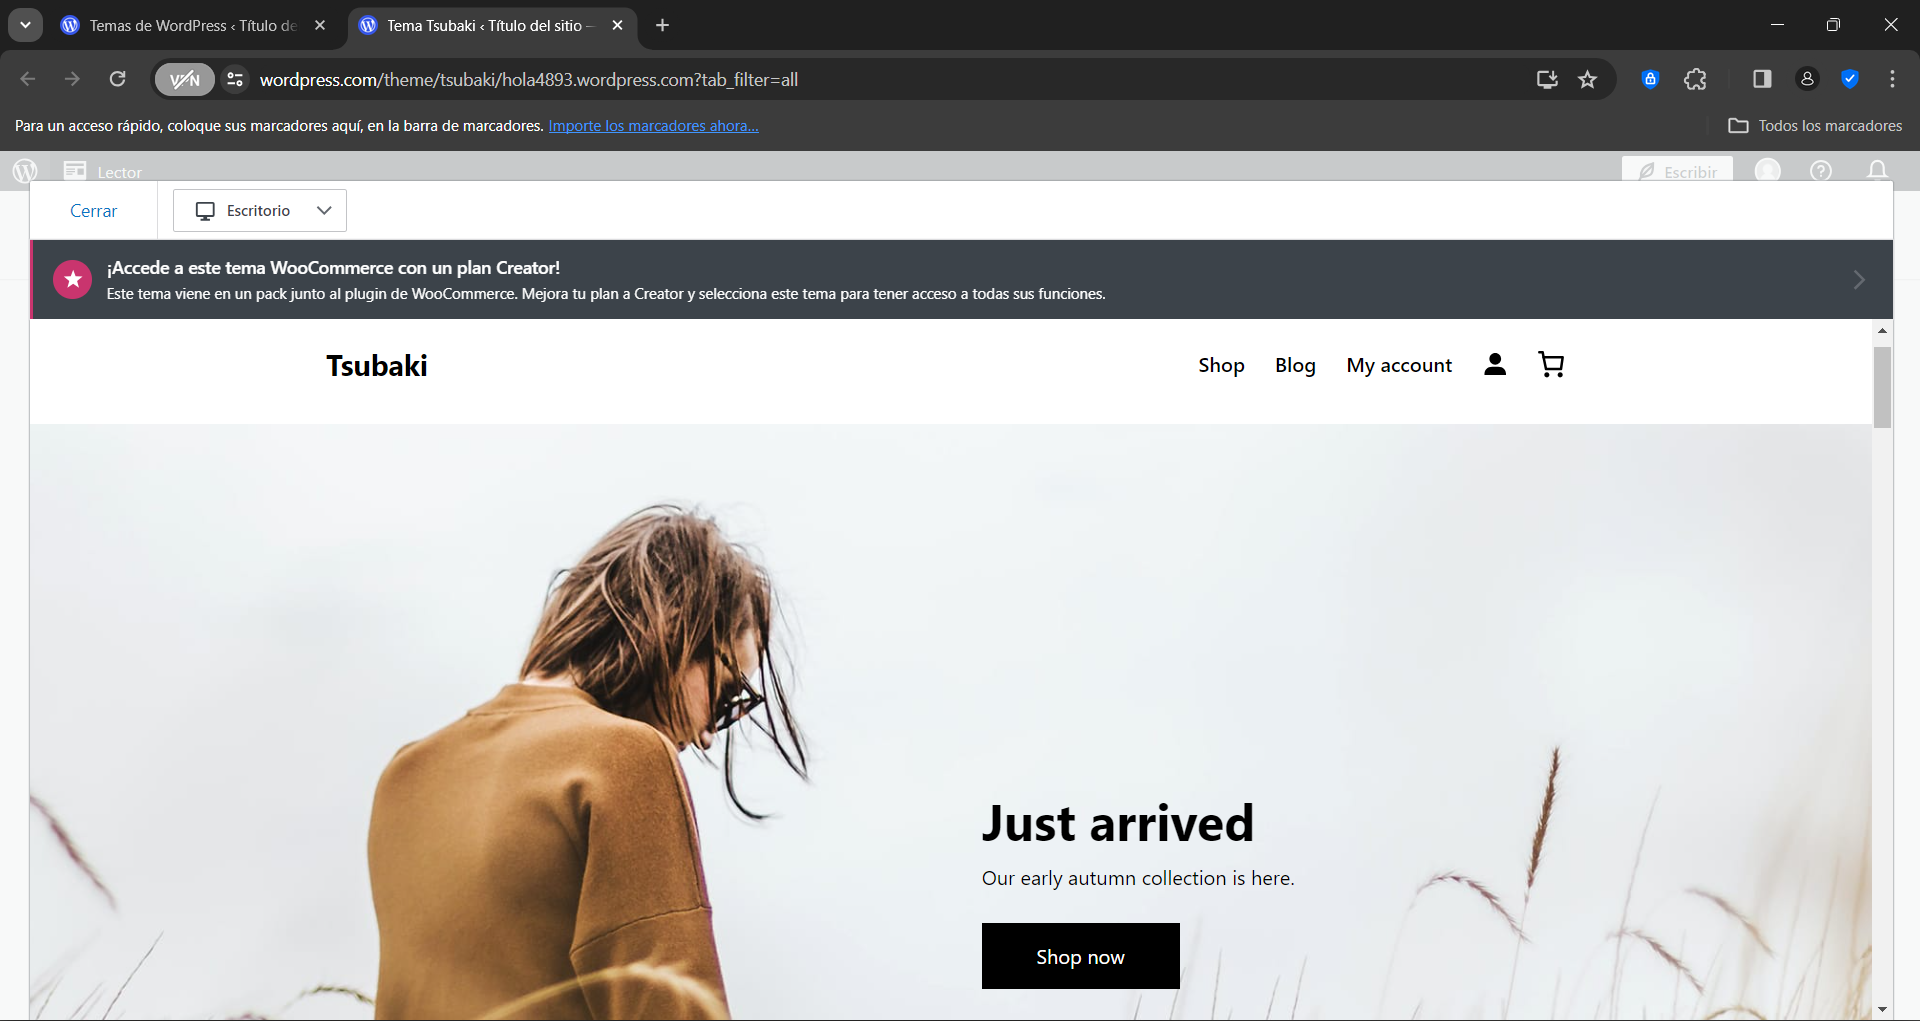 Temas de WordPress ‹ Título de
Tema Tsubaki ‹ Título del sitio —
VPN
wordpress.com/theme/tsubaki/hola4893.wordpress.com?tab_filter=all
Para un acceso rápido, coloque sus marcadores aquí, en la barra de marcadores. Importe los marcadores ahora...
Todos los marcadores
Lector
Escribir
Cerrar
Escritorio
¡Accede a este tema WooCommerce con un plan Creator!
Este tema viene en un pack junto al plugin de WooCommerce. Mejora tu plan a Creator y selecciona este tema para tener acceso a todas sus funciones.
Tsubaki
Shop
Blog
My account
Just arrived
Our early autumn collection is here.
Shop now